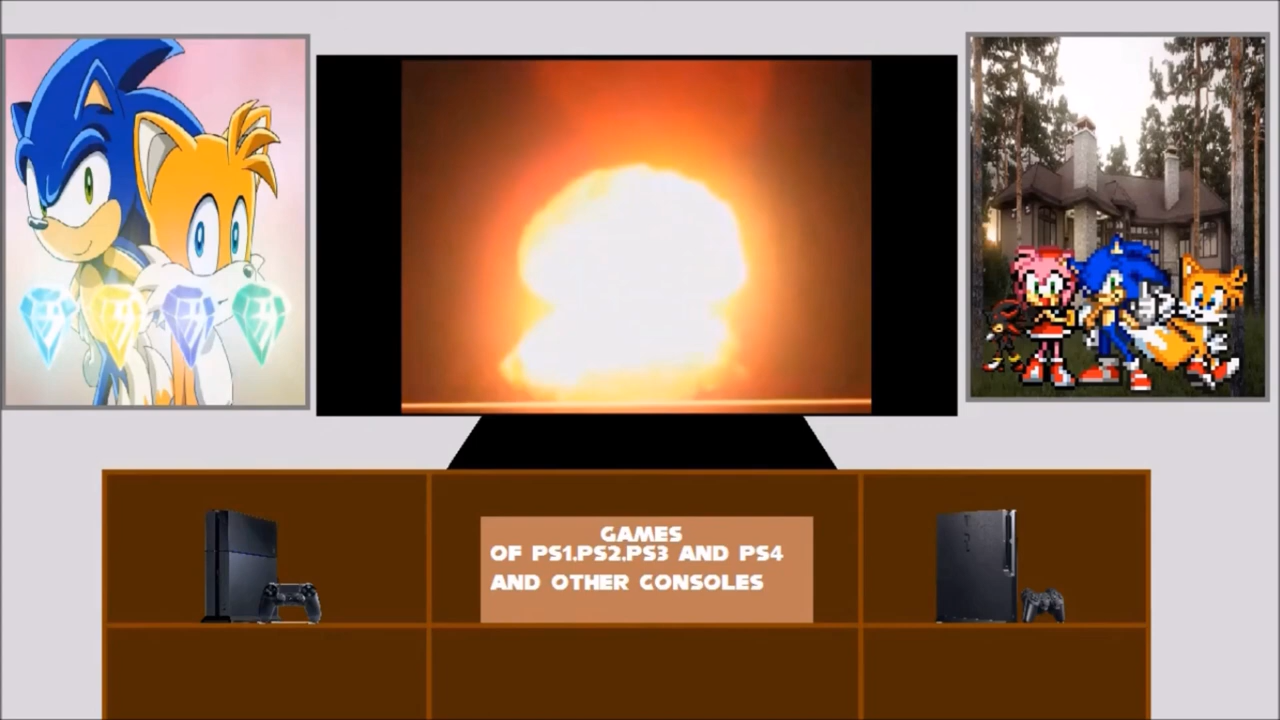 GAMES
OF PS1,PS2,PS3 AND PS4
AND OTHER CONSOLES